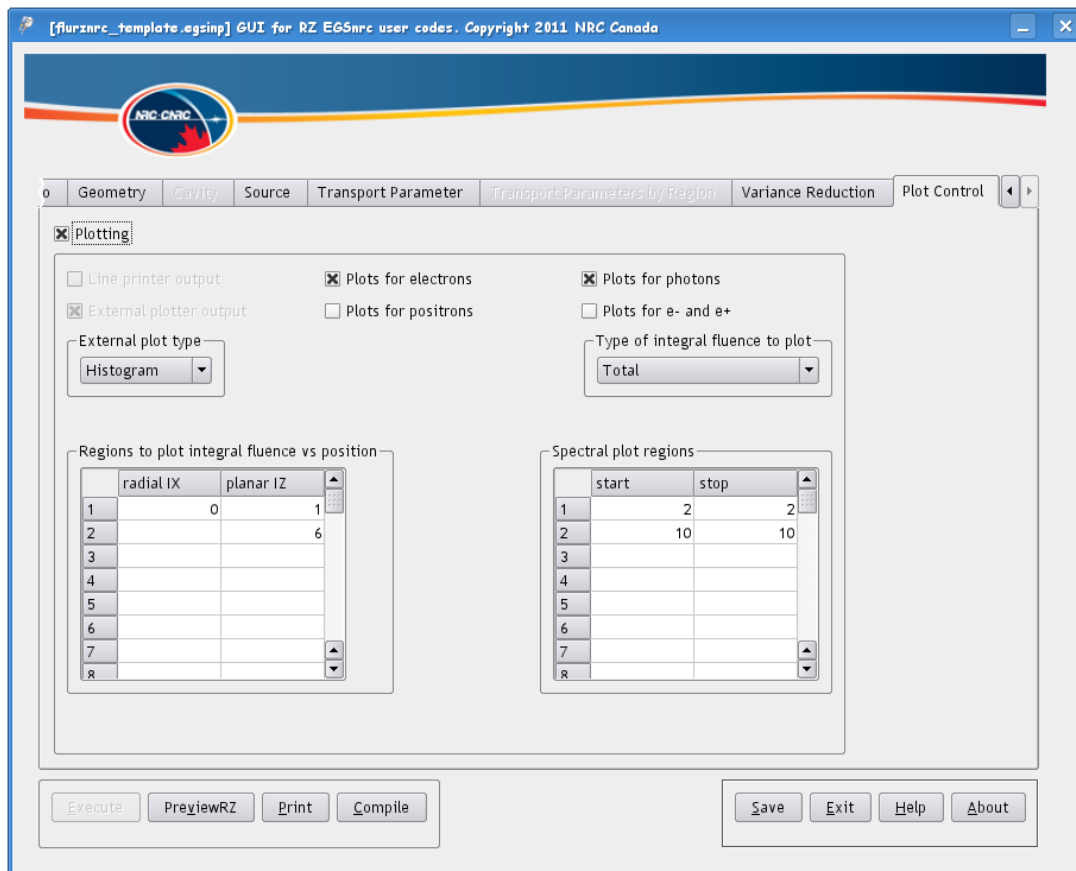 [flurznrc_template.egsinp] GUI for RZ EGSnrc user codes. Copyright 2011 NRC Canada
NRC·CNRC
o Geometry Cavity Source Transport Parameter Transport Parameters by Region Variance Reduction Plot Control
Plotting
Line printer output Plots for electrons Plots for photons
External plotter output Plots for positrons Plots for e- and e+
External plot type Type of integral fluence to plot
Histogram Total
Regions to plot integral fluence vs position Spectral plot regions
radial IX planar IZ start stop
1 0 1 1 2 2
2 6 2 10 10
3 3
4 4
5 5
6 6
7 7
8 8
Execute PreviewRZ Print Compile Save Exit Help About